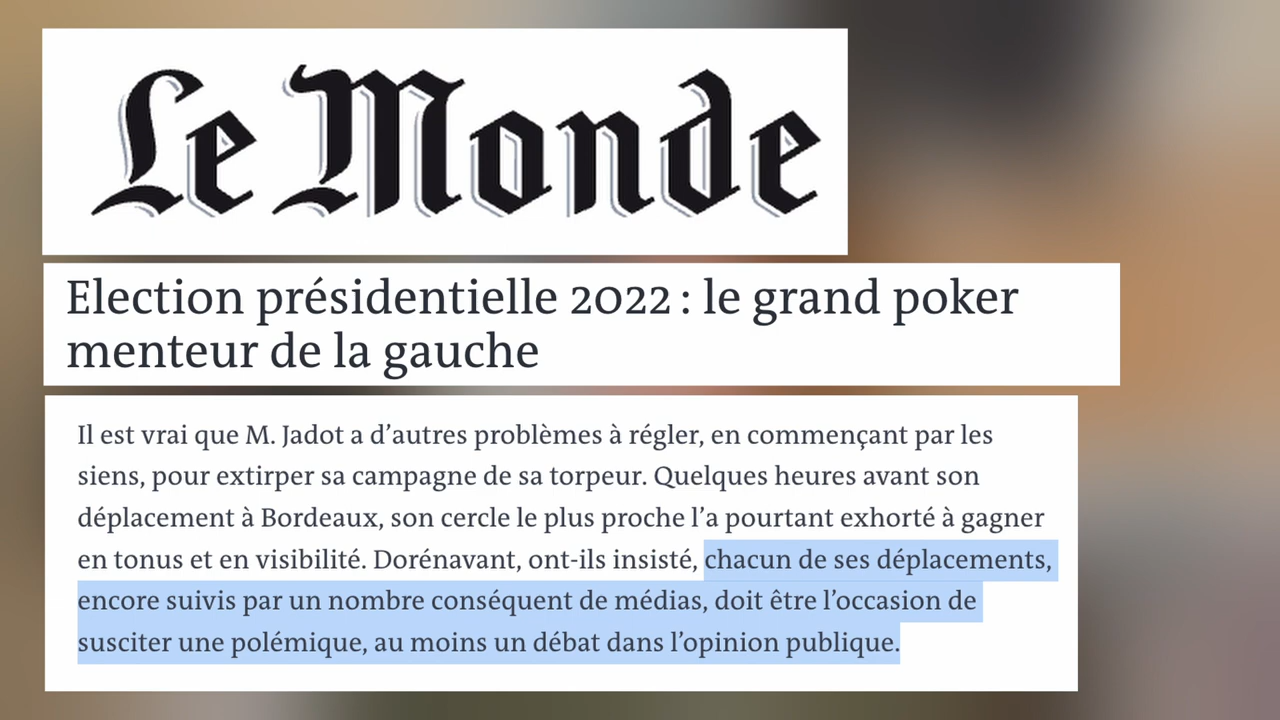 Le Monde
Election présidentielle 2022 : le grand poker
menteur de la gauche
Il est vrai que M. Jadot a d’autres problèmes à régler, en commençant par les
siens, pour extirper sa campagne de sa torpeur. Quelques heures avant son
déplacement à Bordeaux, son cercle le plus proche l’a pourtant exhorté à gagner
en tonus et en visibilité. Dorénavant, ont-ils insisté, chacun de ses déplacements,
encore suivis par un nombre conséquent de médias, doit être l’occasion de
susciter une polémique, au moins un débat dans l’opinion publique.